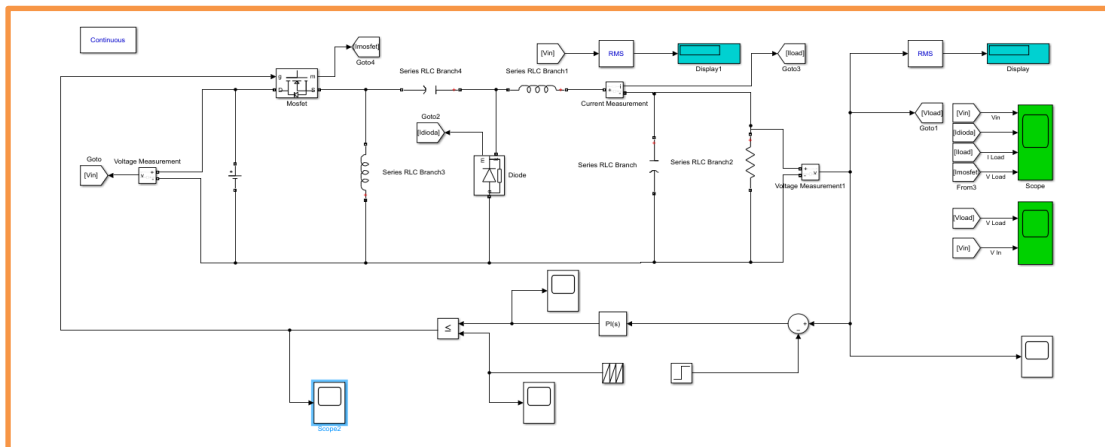 Continuous
[Imosfet]
Goto4
g
m
D
S
Mosfet
Series RLC Branch4
[Vin]
RMS
Display1
Series RLC Branch1
[Iload]
Goto3
i
+
-
Current Measurement
RMS
Display
Goto2
[Idioda]
Goto
[Vin]
Voltage Measurement
v
+
-
+
Series RLC Branch3
m
Diode
Series RLC Branch
Series RLC Branch2
+
-
v
Voltage Measurement1
[Vload]
Goto1
[Vin]
Vin
[Idioda]
[Iload]
I Load
[Imosfet]
V Load
From3
Scope
[Vload]
V Load
[Vin]
V In
≤
PI(s)
+
-
Scope2